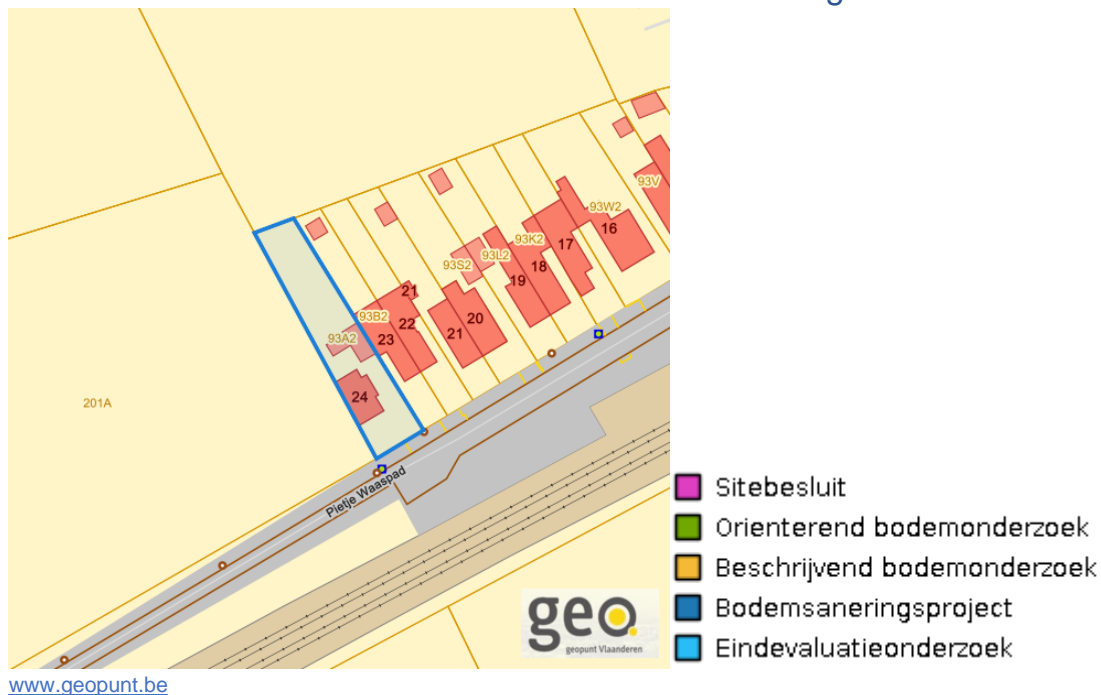 93V
93W2
16
93K2
17
93L2
18
93S2
19
21
93B2
22
20
21
93A2
23
24
201A
Pietje Waaspad
geo
geopunt Vlaanderen
Sitebesluit
Orienterend bodemonderzoek
Beschrijvend bodemonderzoek
Bodemsaneringsproject
Eindevaluatieonderzoek
www.geopunt.be